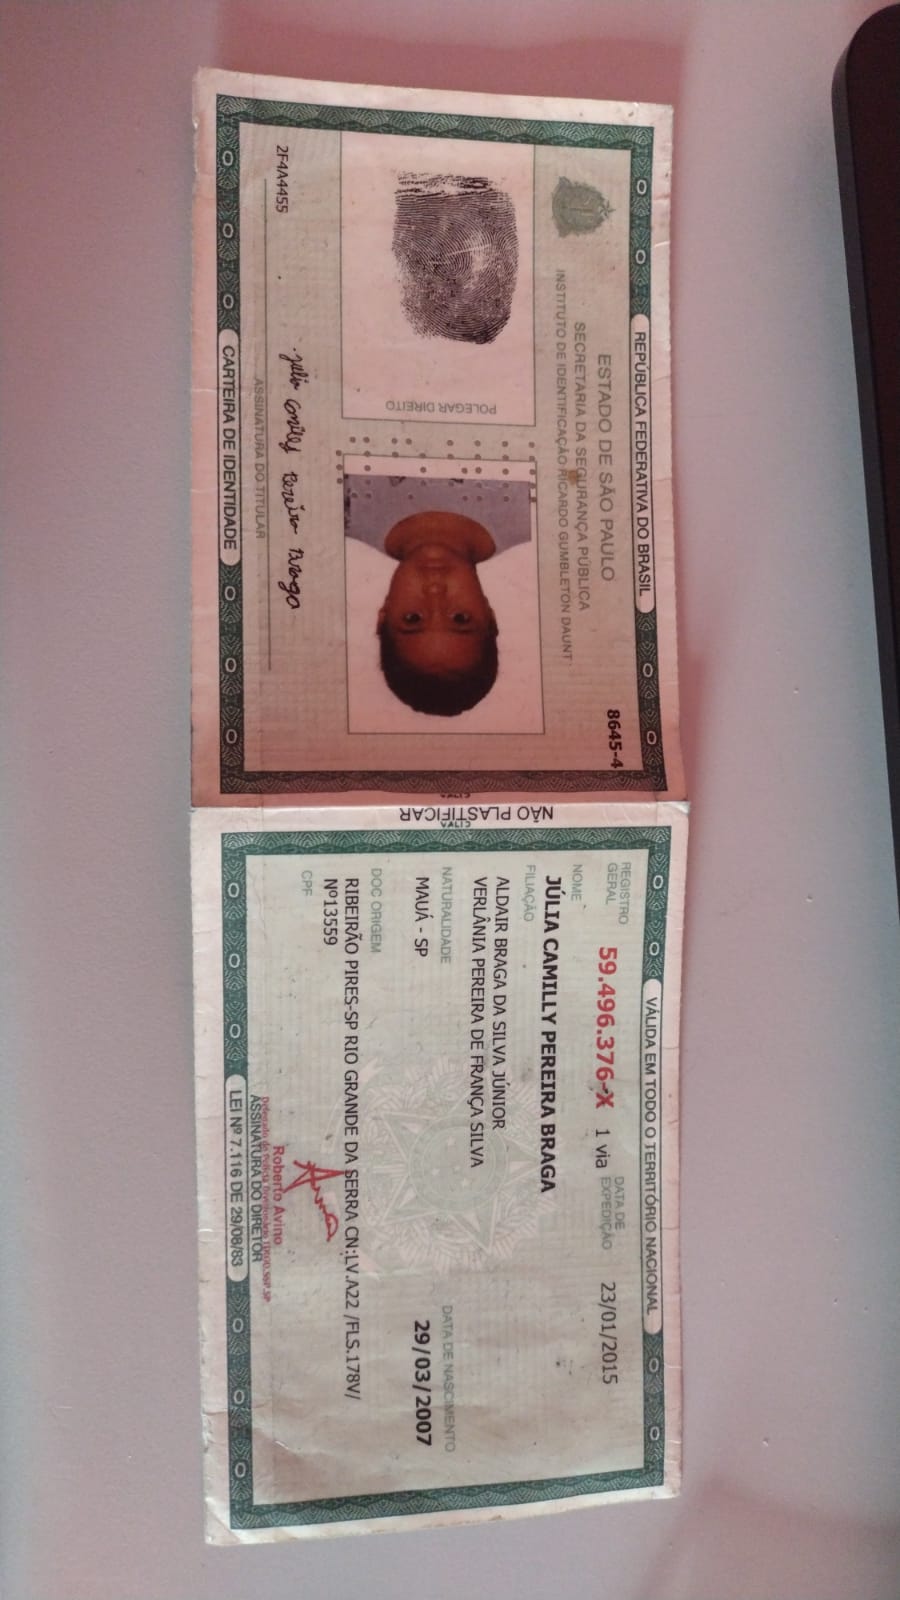 REPÚBLICA FEDERATIVA DO BRASIL
ESTADO DE SÃO PAULO
SECRETARIA DA SEGURANÇA PÚBLICA
INSTITUTO DE IDENTIFICAÇÃO RICARDO GUMBLETON DAUNT
8645-4
POLEGAR DIREITO
2F4A4455
Júlia Camilly Pereira Braga
ASSINATURA DO TITULAR
CARTEIRA DE IDENTIDADE
NÃO PLASTIFICAR
VÁLIDA EM TODO O TERRITÓRIO NACIONAL
REGISTRO GERAL 59.496.376-X 1 via DATA DE EXPEDIÇÃO 23/01/2015
NOME
JÚLIA CAMILLY PEREIRA BRAGA
FILIAÇÃO
ALDAIR BRAGA DA SILVA JÚNIOR
VERLÂNIA PEREIRA DE FRANÇA SILVA
NATURALIDADE DATA DE NASCIMENTO
MAUÁ - SP 29/03/2007
DOC ORIGEM
RIBEIRÃO PIRES-SP RIO GRANDE DA SERRA CN:LV.A22 /FLS.178V/
Nº13559
CPF
Roberto Avino
ASSINATURA DO DIRETOR
LEI Nº 7.116 DE 29/08/83